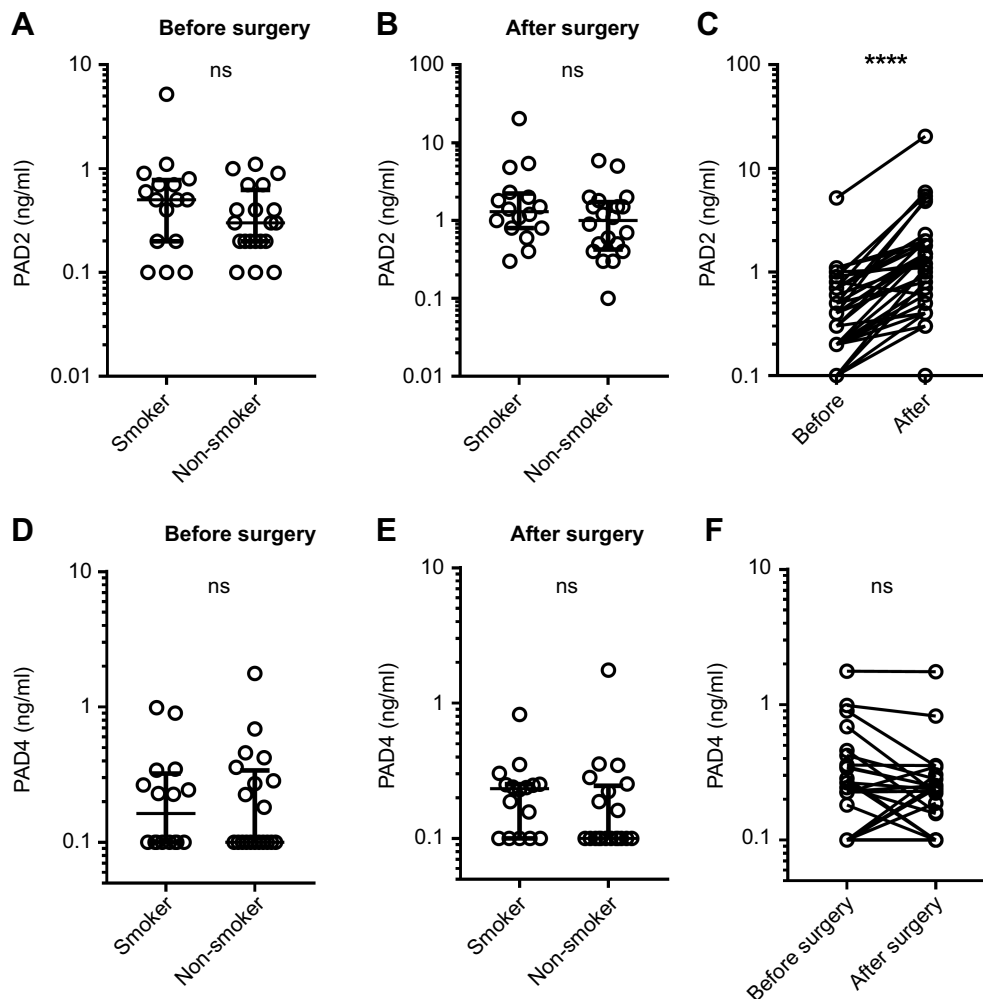 A
Before surgery
PAD2 (ng/ml)
10
1
0.1
0.01
ns
Smoker
Non-smoker
B
After surgery
PAD2 (ng/ml)
100
10
1
0.1
0.01
ns
Smoker
Non-smoker
C
PAD2 (ng/ml)
100
10
1
0.1
****
Before
After
D
Before surgery
PAD4 (ng/ml)
10
1
0.1
ns
Smoker
Non-smoker
E
After surgery
PAD4 (ng/ml)
10
1
0.1
ns
Smoker
Non-smoker
F
PAD4 (ng/ml)
10
1
0.1
ns
Before surgery
After surgery